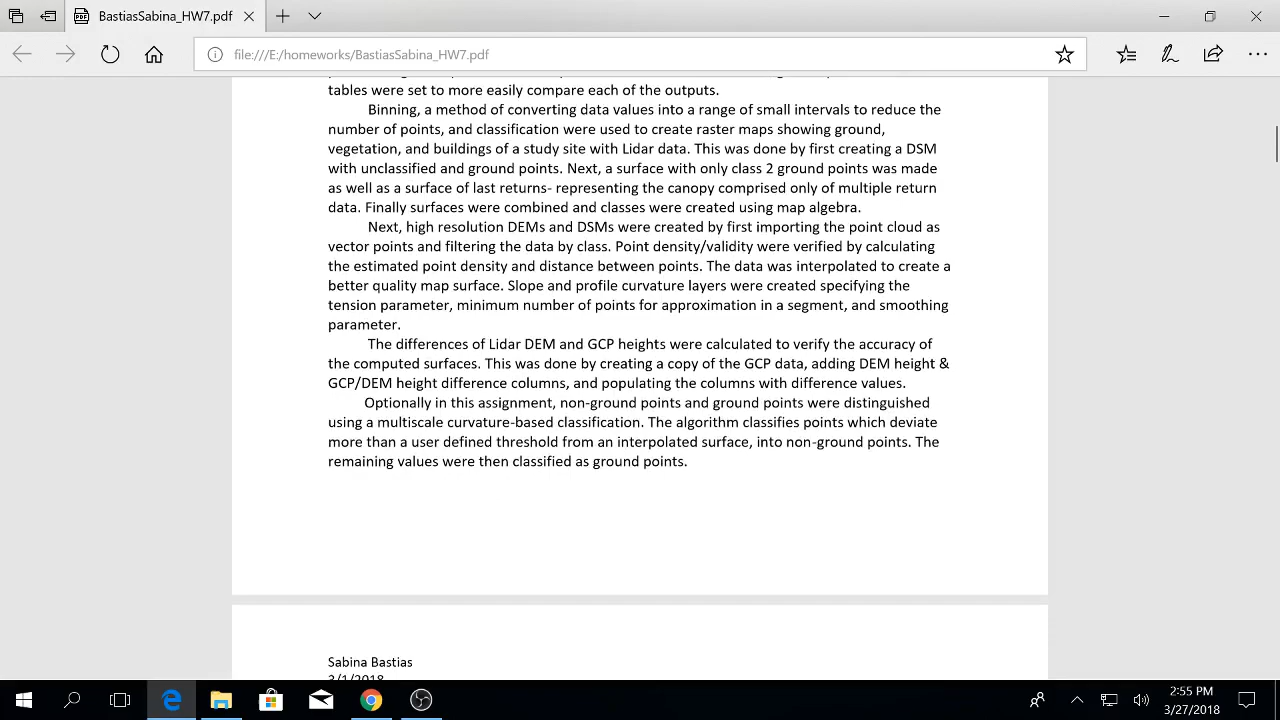 BastiasSabina_HW7.pdf
file:///E:/homeworks/BastiasSabina_HW7.pdf
tables were set to more easily compare each of the outputs.
Binning, a method of converting data values into a range of small intervals to reduce the
number of points, and classification were used to create raster maps showing ground,
vegetation, and buildings of a study site with Lidar data. This was done by first creating a DSM
with unclassified and ground points. Next, a surface with only class 2 ground points was made
as well as a surface of last returns- representing the canopy comprised only of multiple return
data. Finally surfaces were combined and classes were created using map algebra.
Next, high resolution DEMs and DSMs were created by first importing the point cloud as
vector points and filtering the data by class. Point density/validity were verified by calculating
the estimated point density and distance between points. The data was interpolated to create a
better quality map surface. Slope and profile curvature layers were created specifying the
tension parameter, minimum number of points for approximation in a segment, and smoothing
parameter.
The differences of Lidar DEM and GCP heights were calculated to verify the accuracy of
the computed surfaces. This was done by creating a copy of the GCP data, adding DEM height &
GCP/DEM height difference columns, and populating the columns with difference values.
Optionally in this assignment, non-ground points and ground points were distinguished
using a multiscale curvature-based classification. The algorithm classifies points which deviate
more than a user defined threshold from an interpolated surface, into non-ground points. The
remaining values were then classified as ground points.
Sabina Bastias
3/1/2018
2:55 PM
3/27/2018